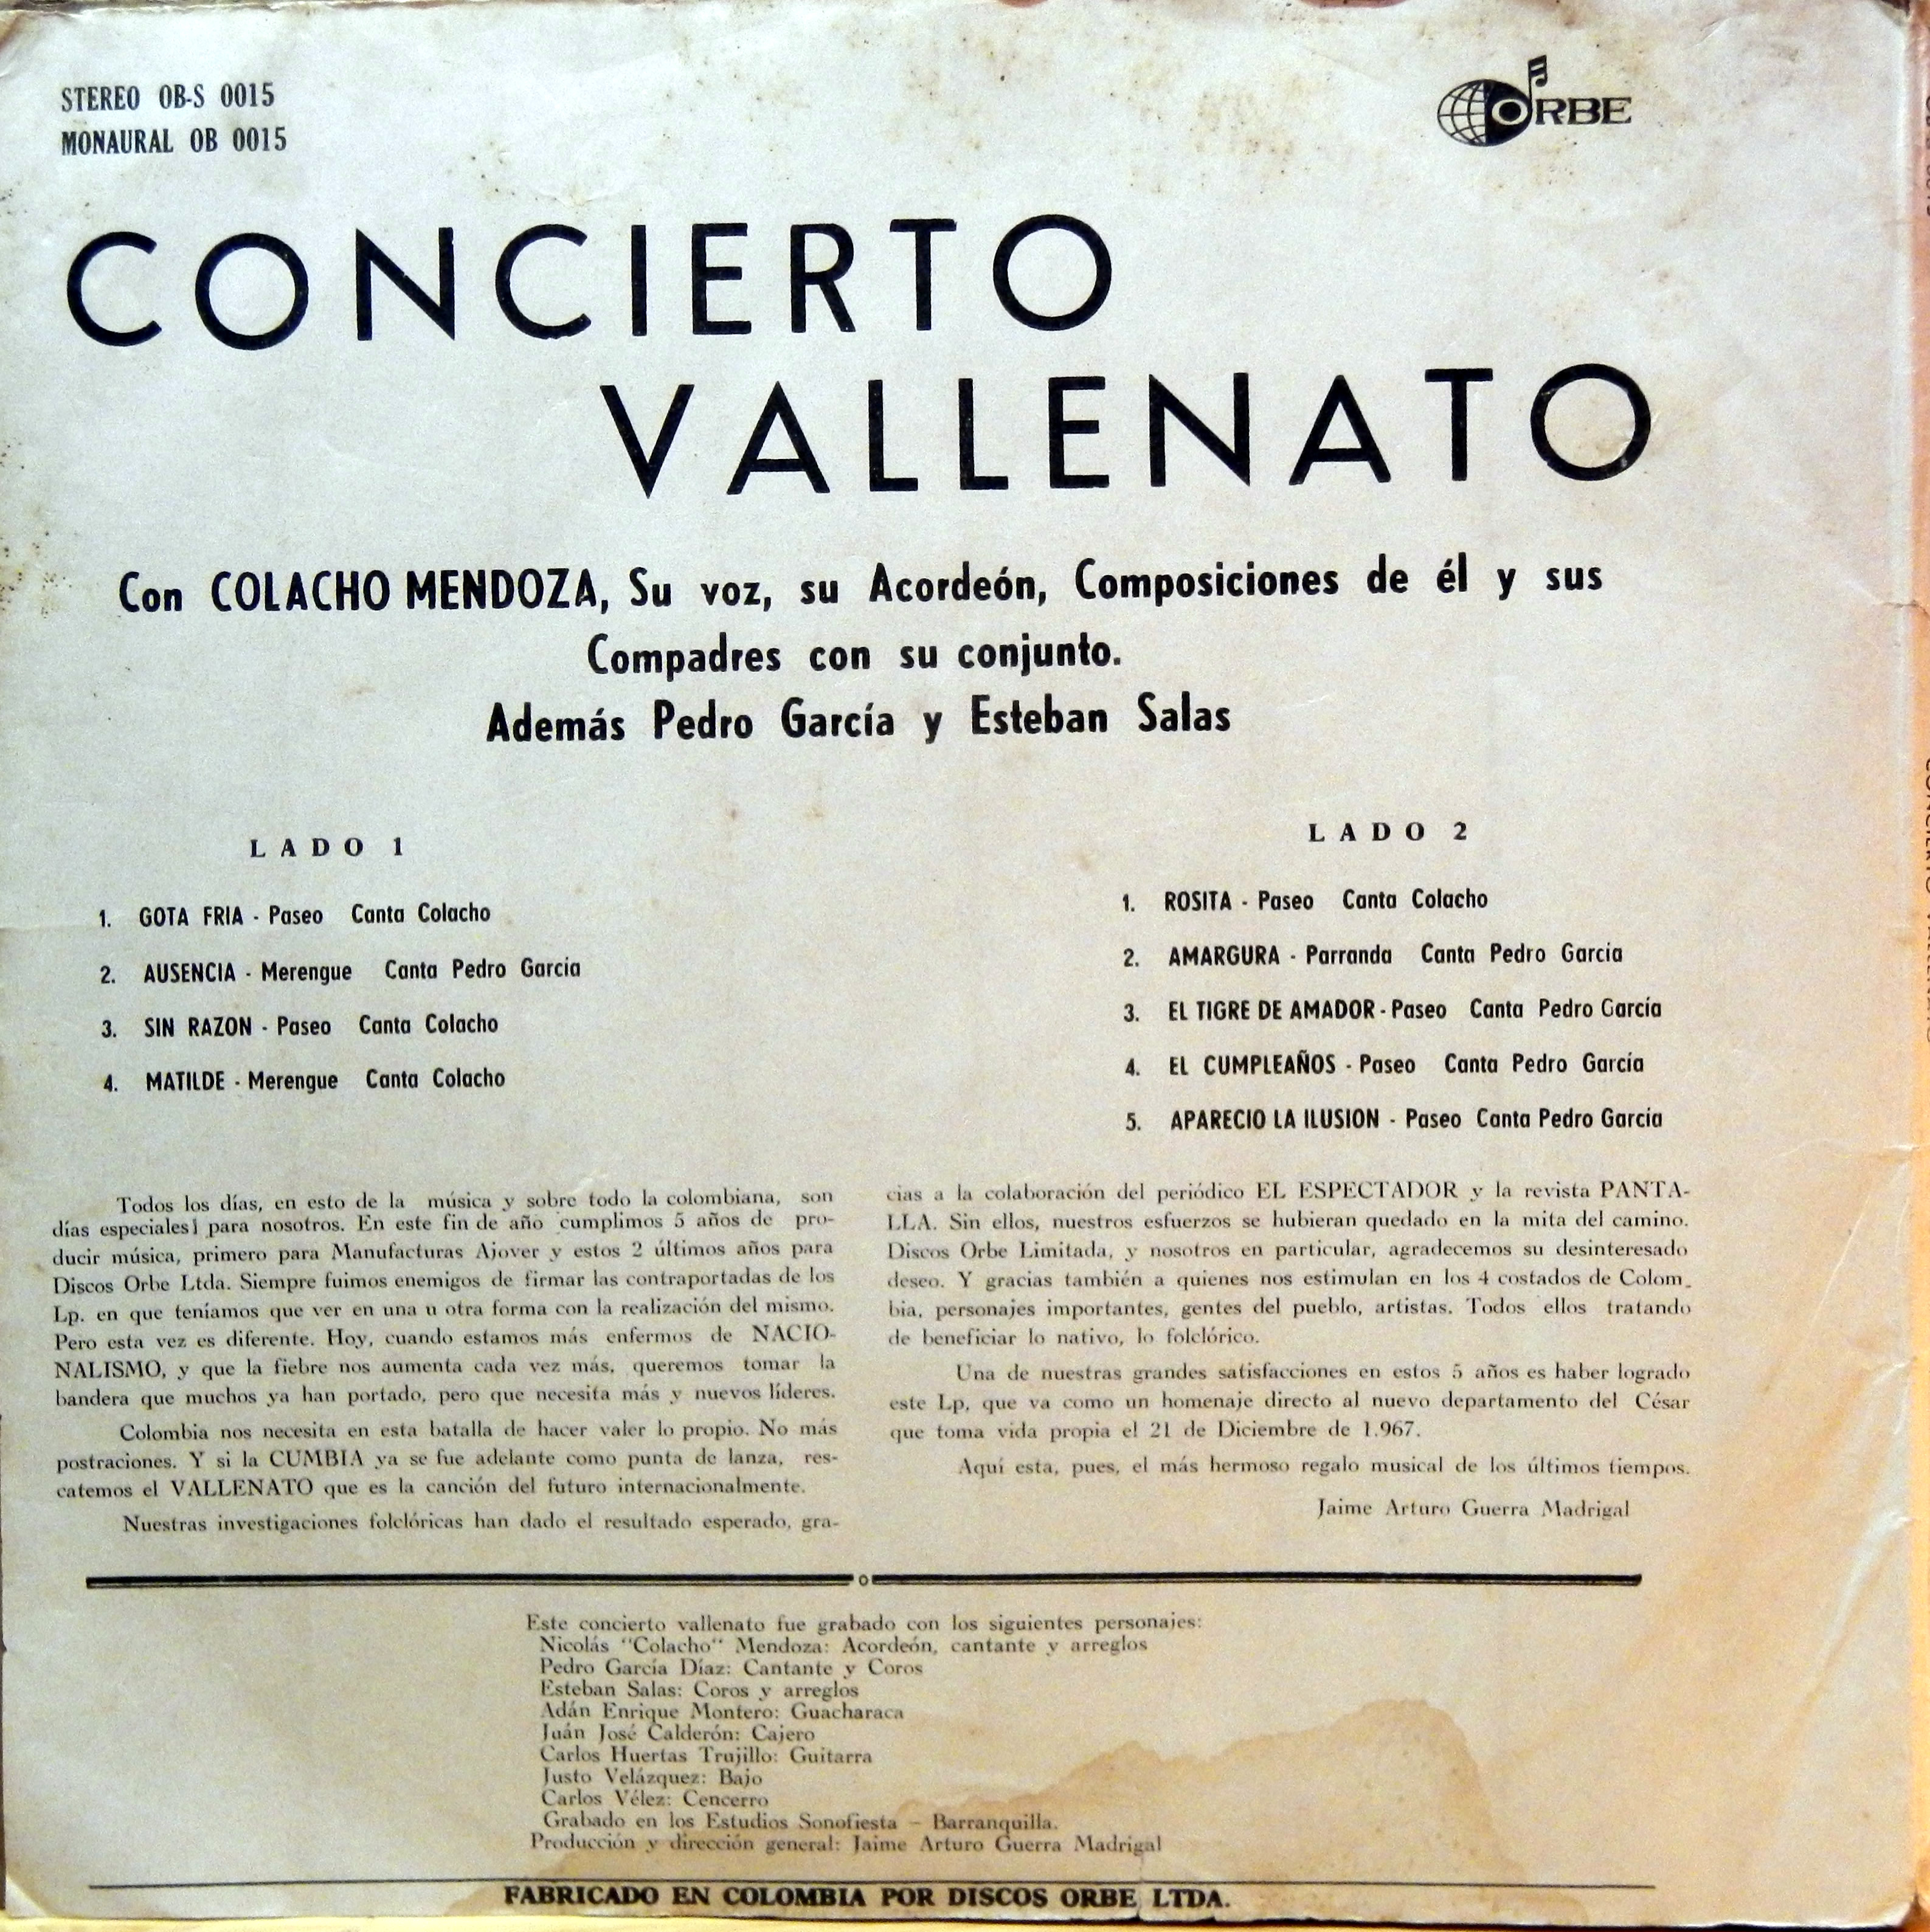 STEREO OB-S 0015
MONAURAL OB 0015
ORBE
CONCIERTO
VALLENATO
Con COLACHO MENDOZA, Su voz, su Acordeón, Composiciones de él y sus
Compadres con su conjunto.
Además Pedro García y Esteban Salas
LADO 1
1. GOTA FRIA - Paseo Canta Colacho
2. AUSENCIA - Merengue Canta Pedro García
3. SIN RAZON - Paseo Canta Colacho
4. MATILDE - Merengue Canta Colacho
LADO 2
1. ROSITA - Paseo Canta Colacho
2. AMARGURA - Parranda Canta Pedro García
3. EL TIGRE DE AMADOR - Paseo Canta Pedro García
4. EL CUMPLEAÑOS - Paseo Canta Pedro García
5. APARECIO LA ILUSION - Paseo Canta Pedro García
Todos los días, en esto de la música y sobre todo la colombiana, son
días especiales para nosotros. En este fin de año cumplimos 5 años de pro-
ducir música, primero para Manufacturas Ajover y estos 2 últimos años para
Discos Orbe Ltda. Siempre fuimos enemigos de firmar las contraportadas de los
Lp. en que teníamos que ver en una u otra forma con la realización del mismo.
Pero esta vez es diferente. Hoy, cuando estamos más enfermos de NACIO-
NALISMO, y que la fiebre nos aumenta cada vez más, queremos tomar la
bandera que muchos ya han portado, pero que necesita más y nuevos líderes.
Colombia nos necesita en esta batalla de hacer valer lo propio. No más
postraciones. Y si la CUMBIA ya se fue adelante como punta de lanza, res-
catemos el VALLENATO que es la canción del futuro internacionalmente.
Nuestras investigaciones folclóricas han dado el resultado esperado, gra-
cias a la colaboración del periódico EL ESPECTADOR y la revista PANTA-
LLA. Sin ellos, nuestros esfuerzos se hubieran quedado en la mita del camino.
Discos Orbe Limitada, y nosotros en particular, agradecemos su desinteresado
deseo. Y gracias también a quienes nos estimulan en los 4 costados de Colom_
bia, personajes importantes, gentes del pueblo, artistas. Todos ellos tratando
de beneficiar lo nativo, lo folclórico.
Una de nuestras grandes satisfacciones en estos 5 años es haber logrado
este Lp, que va como un homenaje directo al nuevo departamento del César
que toma vida propia el 21 de Diciembre de 1.967.
Aquí esta, pues, el más hermoso regalo musical de los últimos tiempos.
Jaime Arturo Guerra Madrigal
Este concierto vallenato fue grabado con los siguientes personajes:
Nicolás "Colacho" Mendoza: Acordeón, cantante y arreglos
Pedro García Díaz: Cantante y Coros
Esteban Salas: Coros y arreglos
Adán Enrique Montero: Guacharaca
Juán José Calderón: Cajero
Carlos Huertas Trujillo: Guitarra
Justo Velázquez: Bajo
Carlos Vélez: Cencerro
Grabado en los Estudios Sonofiesta – Barranquilla.
Producción y dirección general: Jaime Arturo Guerra Madrigal
FABRICADO EN COLOMBIA POR DISCOS ORBE LTDA.